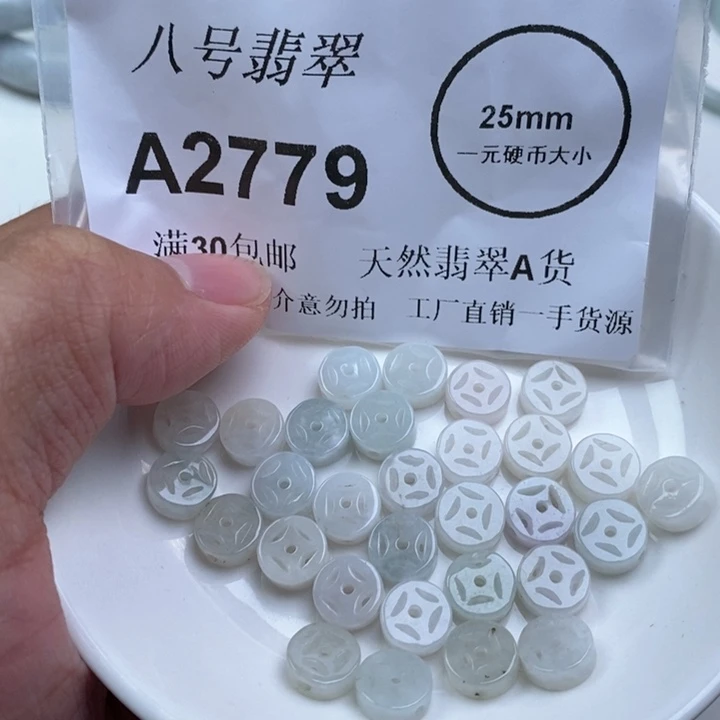 八号翡翠
25mm
一元硬币大小
A2779
满30包邮 天然翡翠A货
介意勿拍 工厂直销一手货源